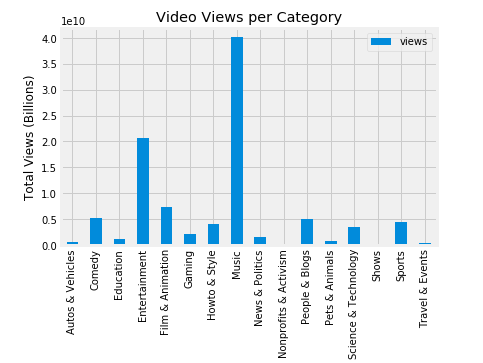 Video Views per Category
1e10
views
Total Views (Billions)
4.0
3.5
3.0
2.5
2.0
1.5
1.0
0.5
0.0
Autos & Vehicles
Comedy
Education
Entertainment
Film & Animation
Gaming
Howto & Style
Music
News & Politics
Nonprofits & Activism
People & Blogs
Pets & Animals
Science & Technology
Shows
Sports
Travel & Events